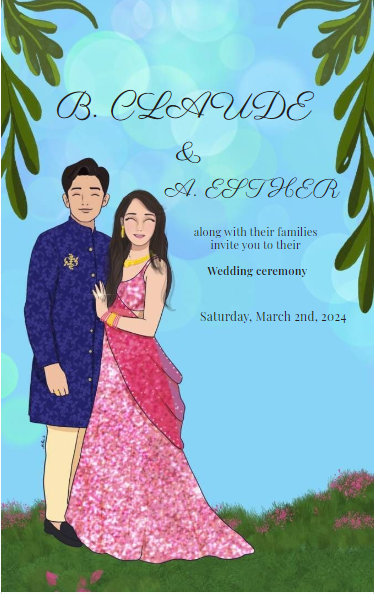 B. CLAUDE
&
A. ESTHER
along with their families
invite you to their
Wedding ceremony
Saturday, March 2nd, 2024